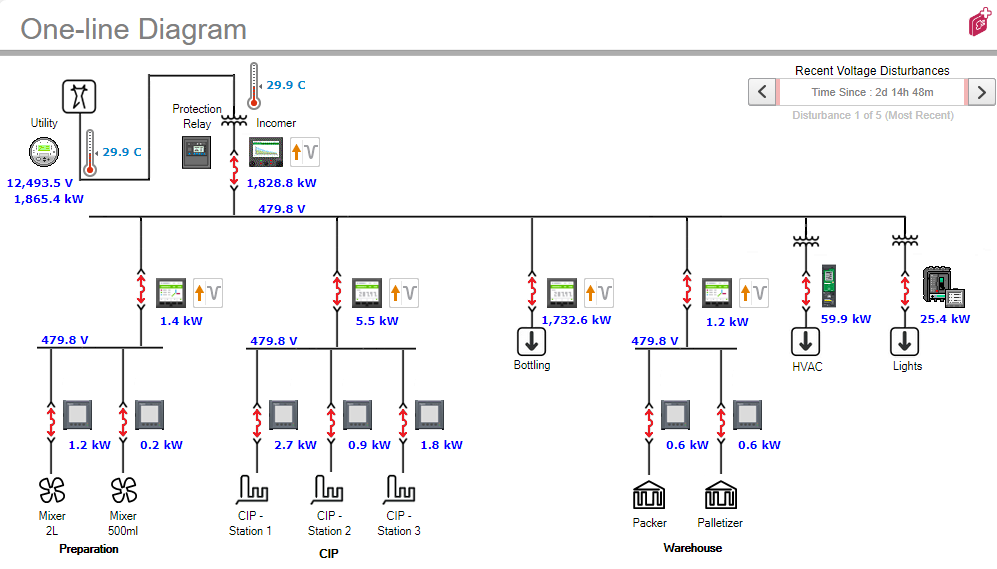 One-line Diagram
Recent Voltage Disturbances
Time Since : 2d 14h 48m
Disturbance 1 of 5 (Most Recent)
29.9 C
Protection
Relay
Incomer
Utility
29.9 C
12,493.5 V
1,865.4 kW
1,828.8 kW
479.8 V
1.4 kW
5.5 kW
1,732.6 kW
1.2 kW
59.9 kW
25.4 kW
479.8 V
479.8 V
479.8 V
Bottling
HVAC
Lights
1.2 kW
0.2 kW
2.7 kW
0.9 kW
1.8 kW
0.6 kW
0.6 kW
Mixer
2L
Mixer
500ml
CIP -
Station 1
CIP -
Station 2
CIP -
Station 3
Packer
Palletizer
Preparation
CIP
Warehouse